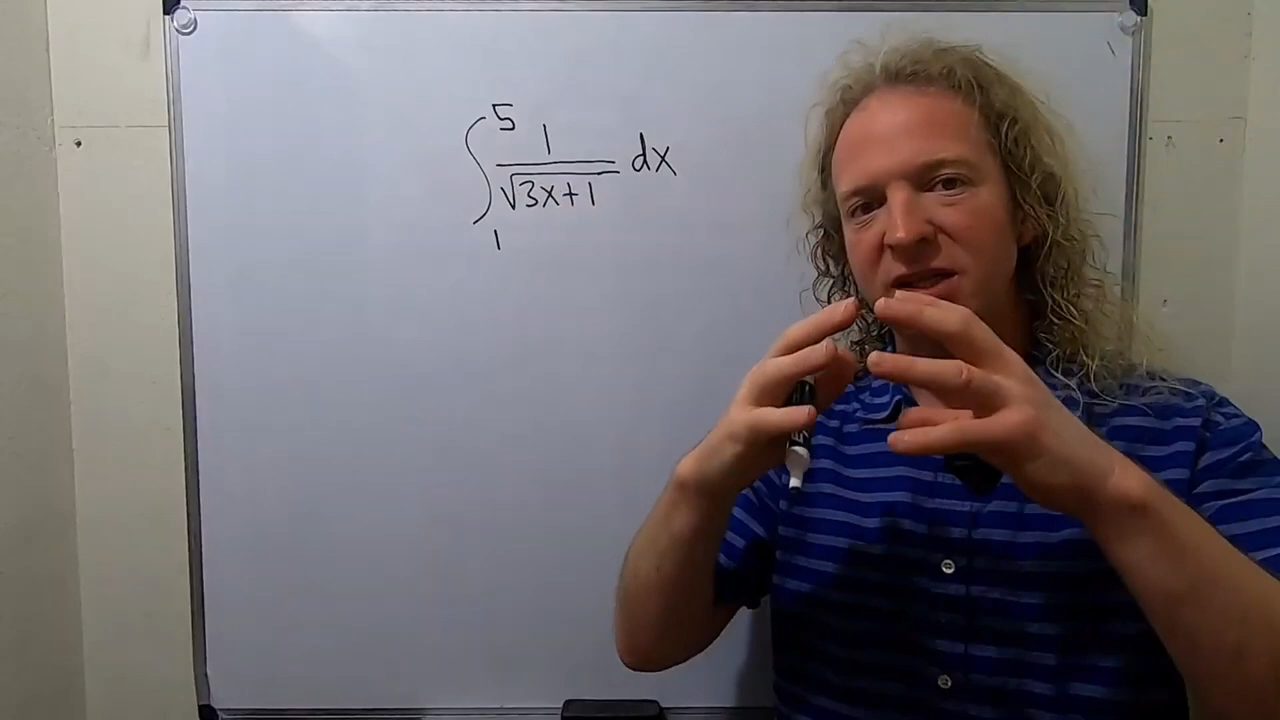 ∫₁⁵ 1/√3x+1 dx